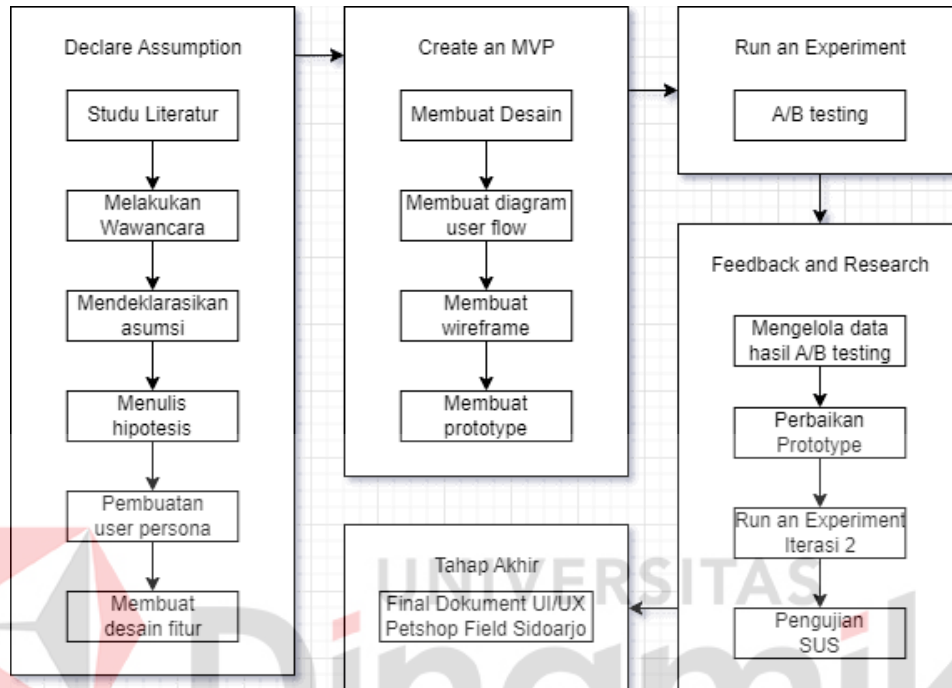 Declare Assumption
Studu Literatur
Melakukan
Wawancara
Mendeklarasikan
asumsi
Menulis
hipotesis
Pembuatan
user persona
Membuat
desain fitur
Create an MVP
Membuat Desain
Membuat diagram
user flow
Membuat
wireframe
Membuat
prototype
Run an Experiment
A/B testing
Feedback and Research
Mengelola data
hasil A/B testing
Perbaikan
Prototype
Run an Experiment
Iterasi 2
Pengujian
SUS
Tahap Akhir
Final Dokument UI/UX
Petshop Field Sidoarjo
UNIVERSITAS
Dinamik